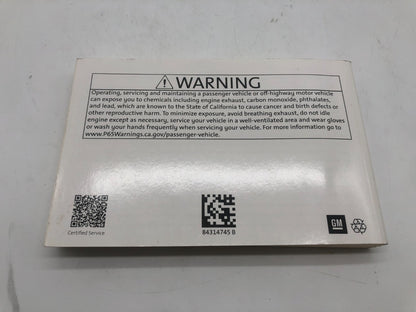 WARNING
Operating, servicing and maintaining a passenger vehicle or off-highway motor vehicle
can expose you to chemicals including engine exhaust, carbon monoxide, phthalates,
and lead, which are known to the State of California to cause cancer and birth defects or
other reproductive harm. To minimize exposure, avoid breathing exhaust, do not idle
engine except as necessary, service your vehicle in a well-ventilated area and wear gloves
or wash your hands frequently when servicing your vehicle. For more information go to
www.P65Warnings.ca.gov/passenger-vehicle.
Certified Service
84314745 B
GM